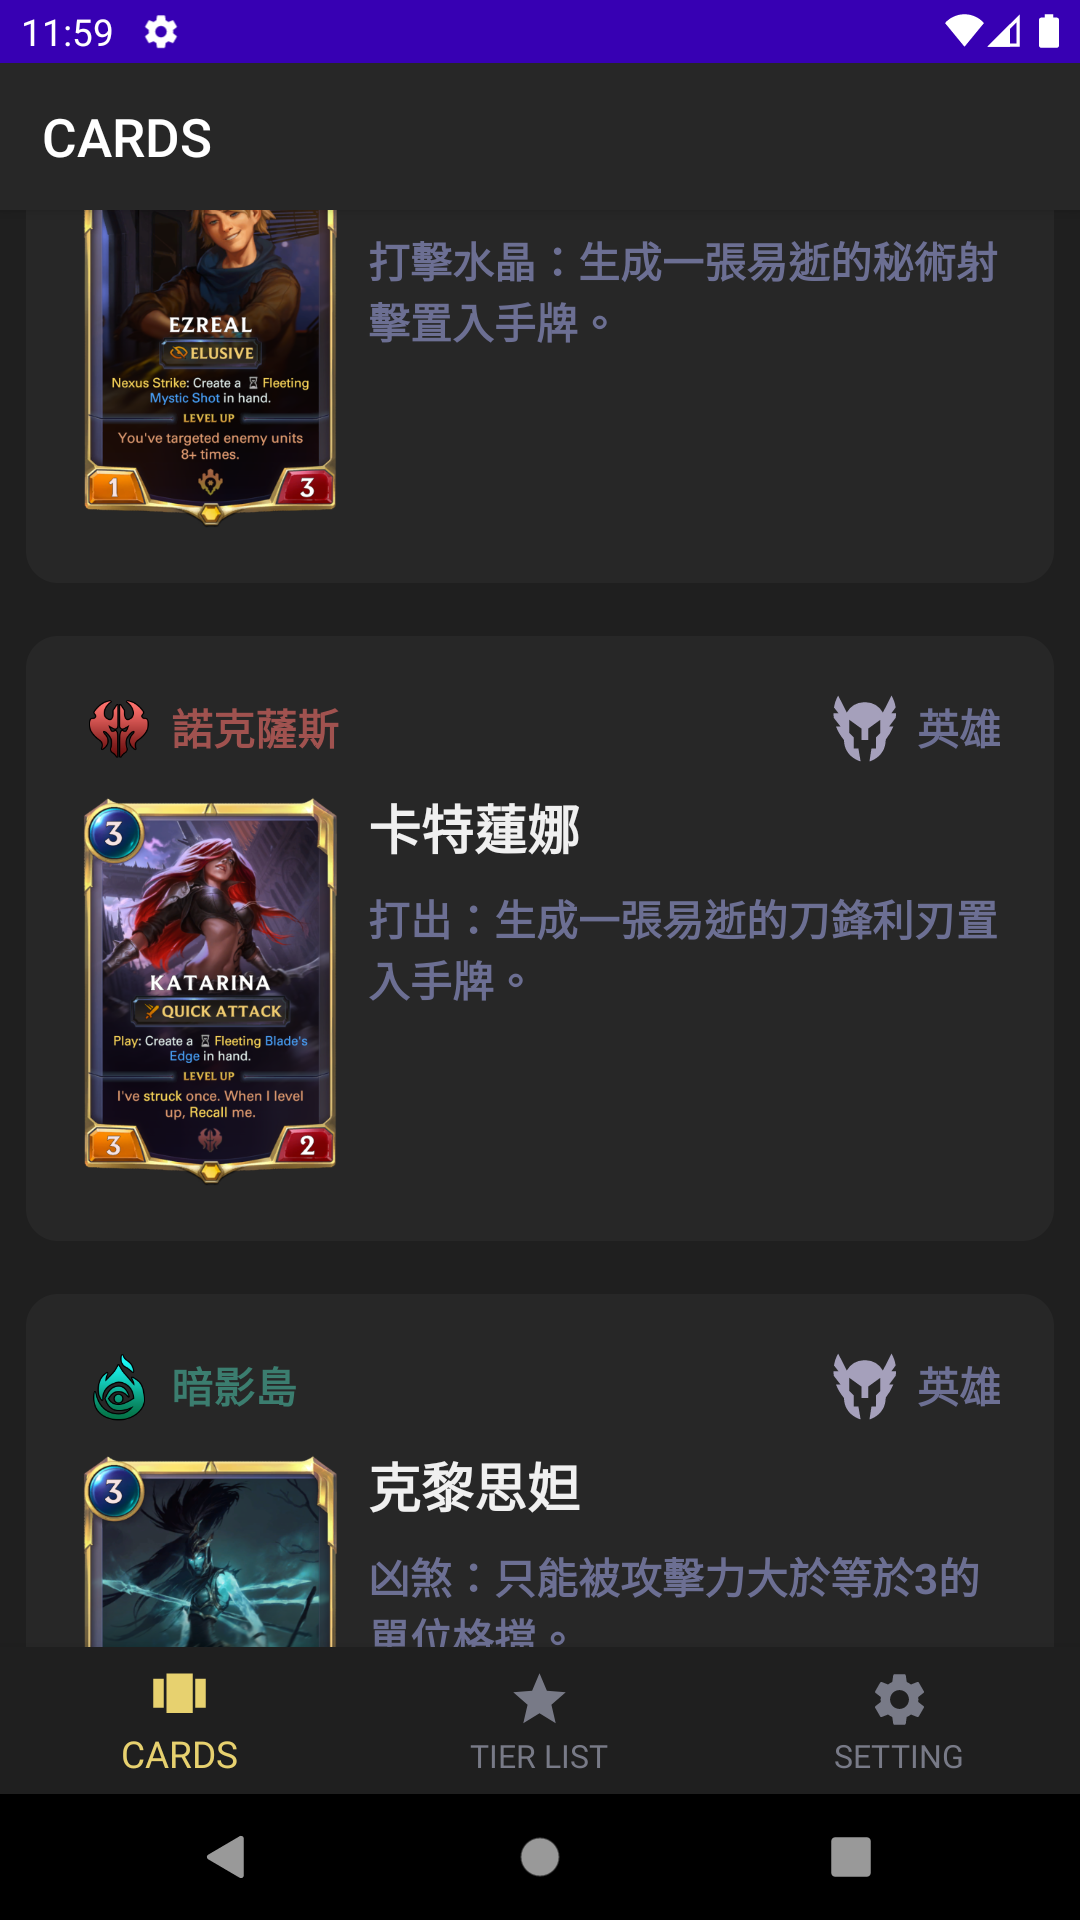 11:59
CARDS
打擊水晶：生成一張易逝的秘術射
擊置入手牌。
EZREAL
ELUSIVE
Nexus Strike: Create a Fleeting
Mystic Shot in hand.
LEVEL UP
You've targeted enemy units
8+ times.
1
3
諾克薩斯
英雄
3
卡特蓮娜
打出：生成一張易逝的刀鋒利刃置
入手牌。
KATARINA
QUICK ATTACK
Play: Create a Fleeting Blade's
Edge in hand.
LEVEL UP
I've struck once. When I level
up, Recall me.
3
2
暗影島
英雄
3
克黎思妲
凶煞：只能被攻擊力大於等於3的
單位格擋。
CARDS
TIER LIST
SETTING